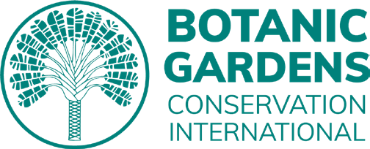 BOTANIC
GARDENS
CONSERVATION
INTERNATIONAL